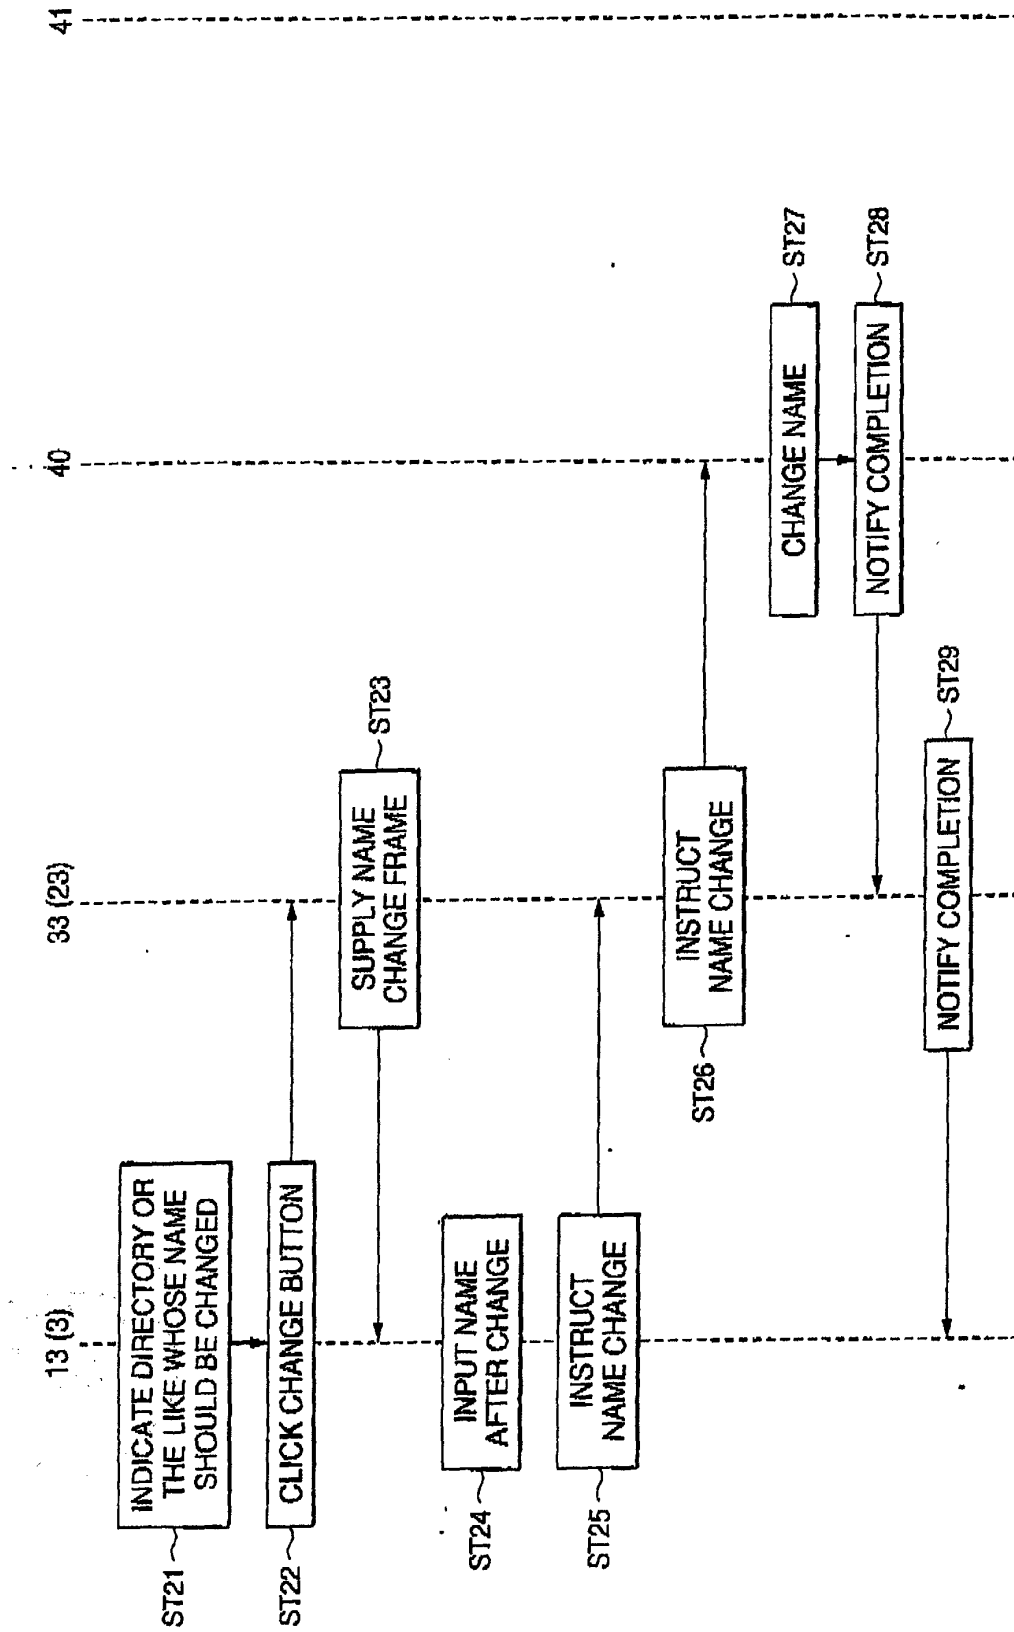 13 (3)
33 (23)
40
41
INDICATE DIRECTORY OR
THE LIKE WHOSE NAME
SHOULD BE CHANGED
ST21
CLICK CHANGE BUTTON
ST22
SUPPLY NAME
CHANGE FRAME
ST23
INPUT NAME
AFTER CHANGE
ST24
INSTRUCT
NAME CHANGE
ST25
INSTRUCT
NAME CHANGE
ST26
CHANGE NAME
ST27
NOTIFY COMPLETION
ST28
NOTIFY COMPLETION
ST29